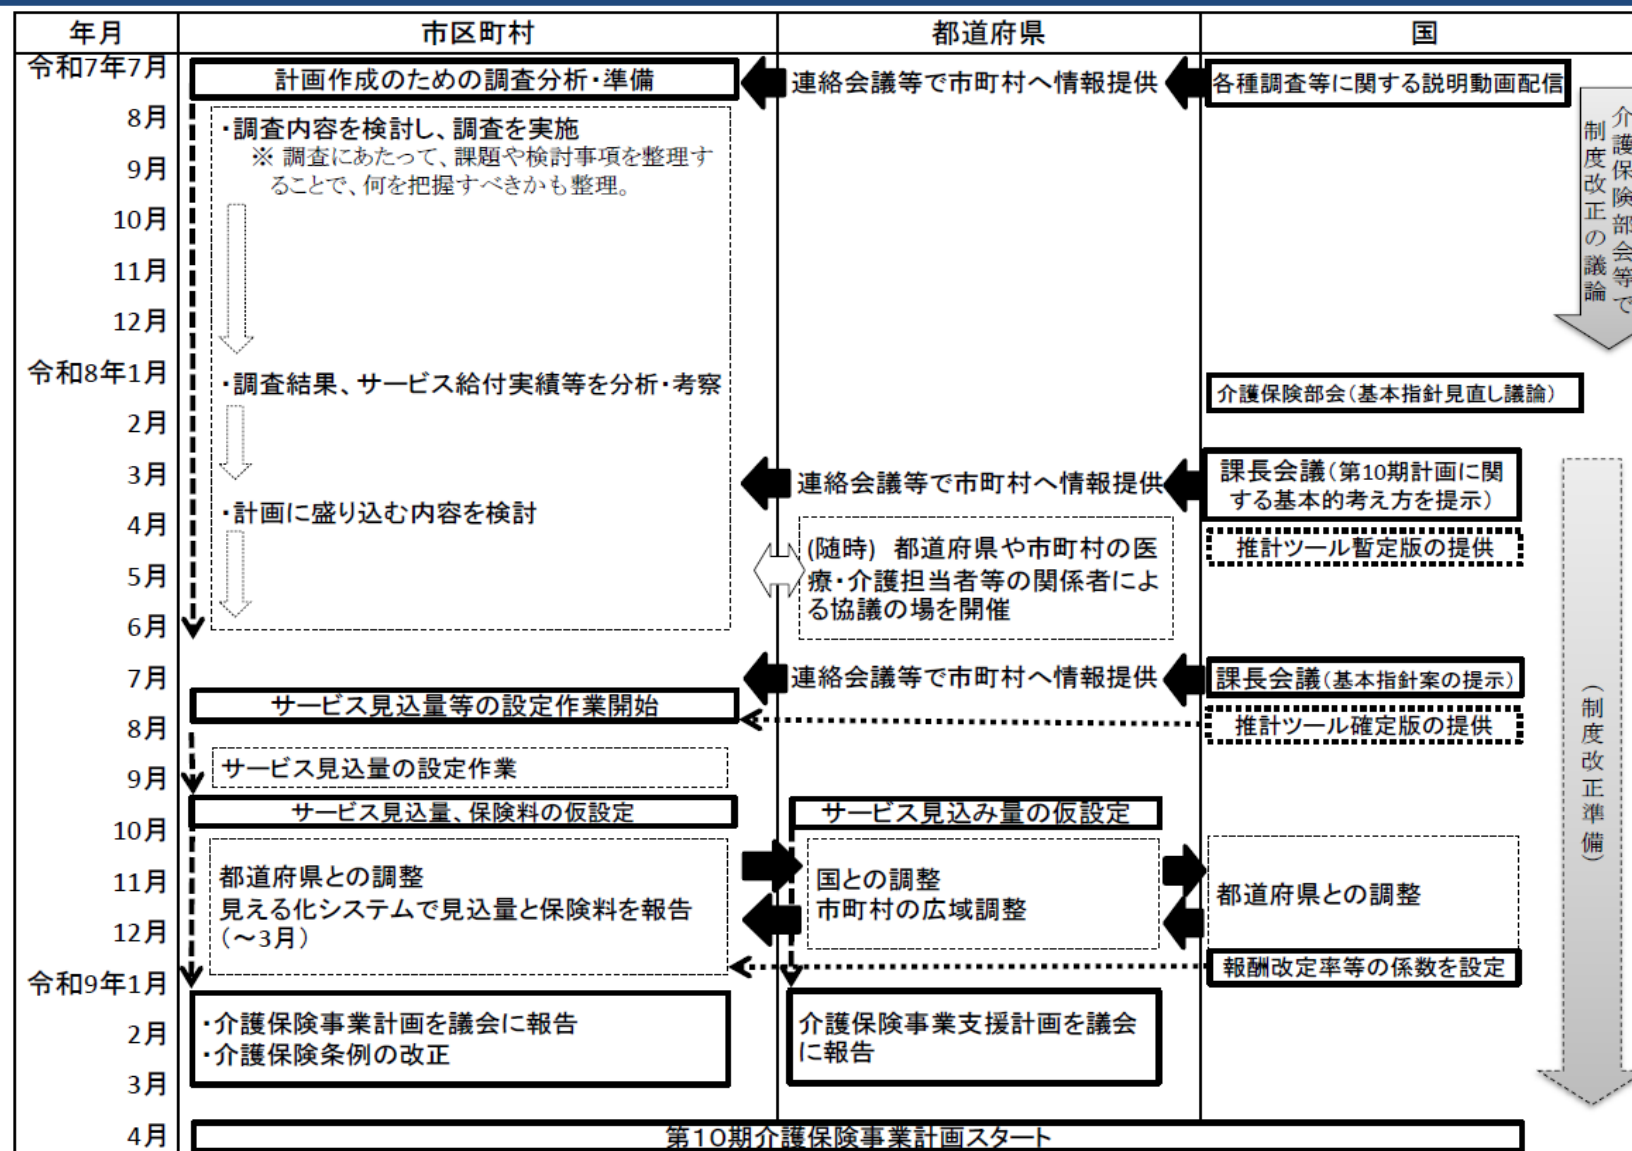 年月
市区町村
都道府県
国
令和7年7月
計画作成のための調査分析・準備
連絡会議等で市町村へ情報提供
各種調査等に関する説明動画配信
8月
・調査内容を検討し、調査を実施
※ 調査にあたって、課題や検討事項を整理す
ることで、何を把握すべきかも整理。
9月
10月
11月
12月
介護保険部会等で
制度改正の議論
令和8年1月
・調査結果、サービス給付実績等を分析・考察
介護保険部会（基本指針見直し議論）
2月
3月
連絡会議等で市町村へ情報提供
課長会議（第10期計画に関
する基本的考え方を提示）
・計画に盛り込む内容を検討
4月
推計ツール暫定版の提供
(随時) 都道府県や市町村の医
療・介護担当者等の関係者によ
る協議の場を開催
5月
6月
7月
連絡会議等で市町村へ情報提供
課長会議（基本指針案の提示）
サービス見込量等の設定作業開始
推計ツール確定版の提供
8月
サービス見込量の設定作業
9月
（制度改正準備）
サービス見込量、保険料の仮設定
サービス見込み量の仮設定
10月
都道府県との調整
見える化システムで見込量と保険料を報告
（～3月）
国との調整
市町村の広域調整
都道府県との調整
11月
12月
報酬改定率等の係数を設定
令和9年1月
・介護保険事業計画を議会に報告
・介護保険条例の改正
介護保険事業支援計画を議会
に報告
2月
3月
4月
第10期介護保険事業計画スタート